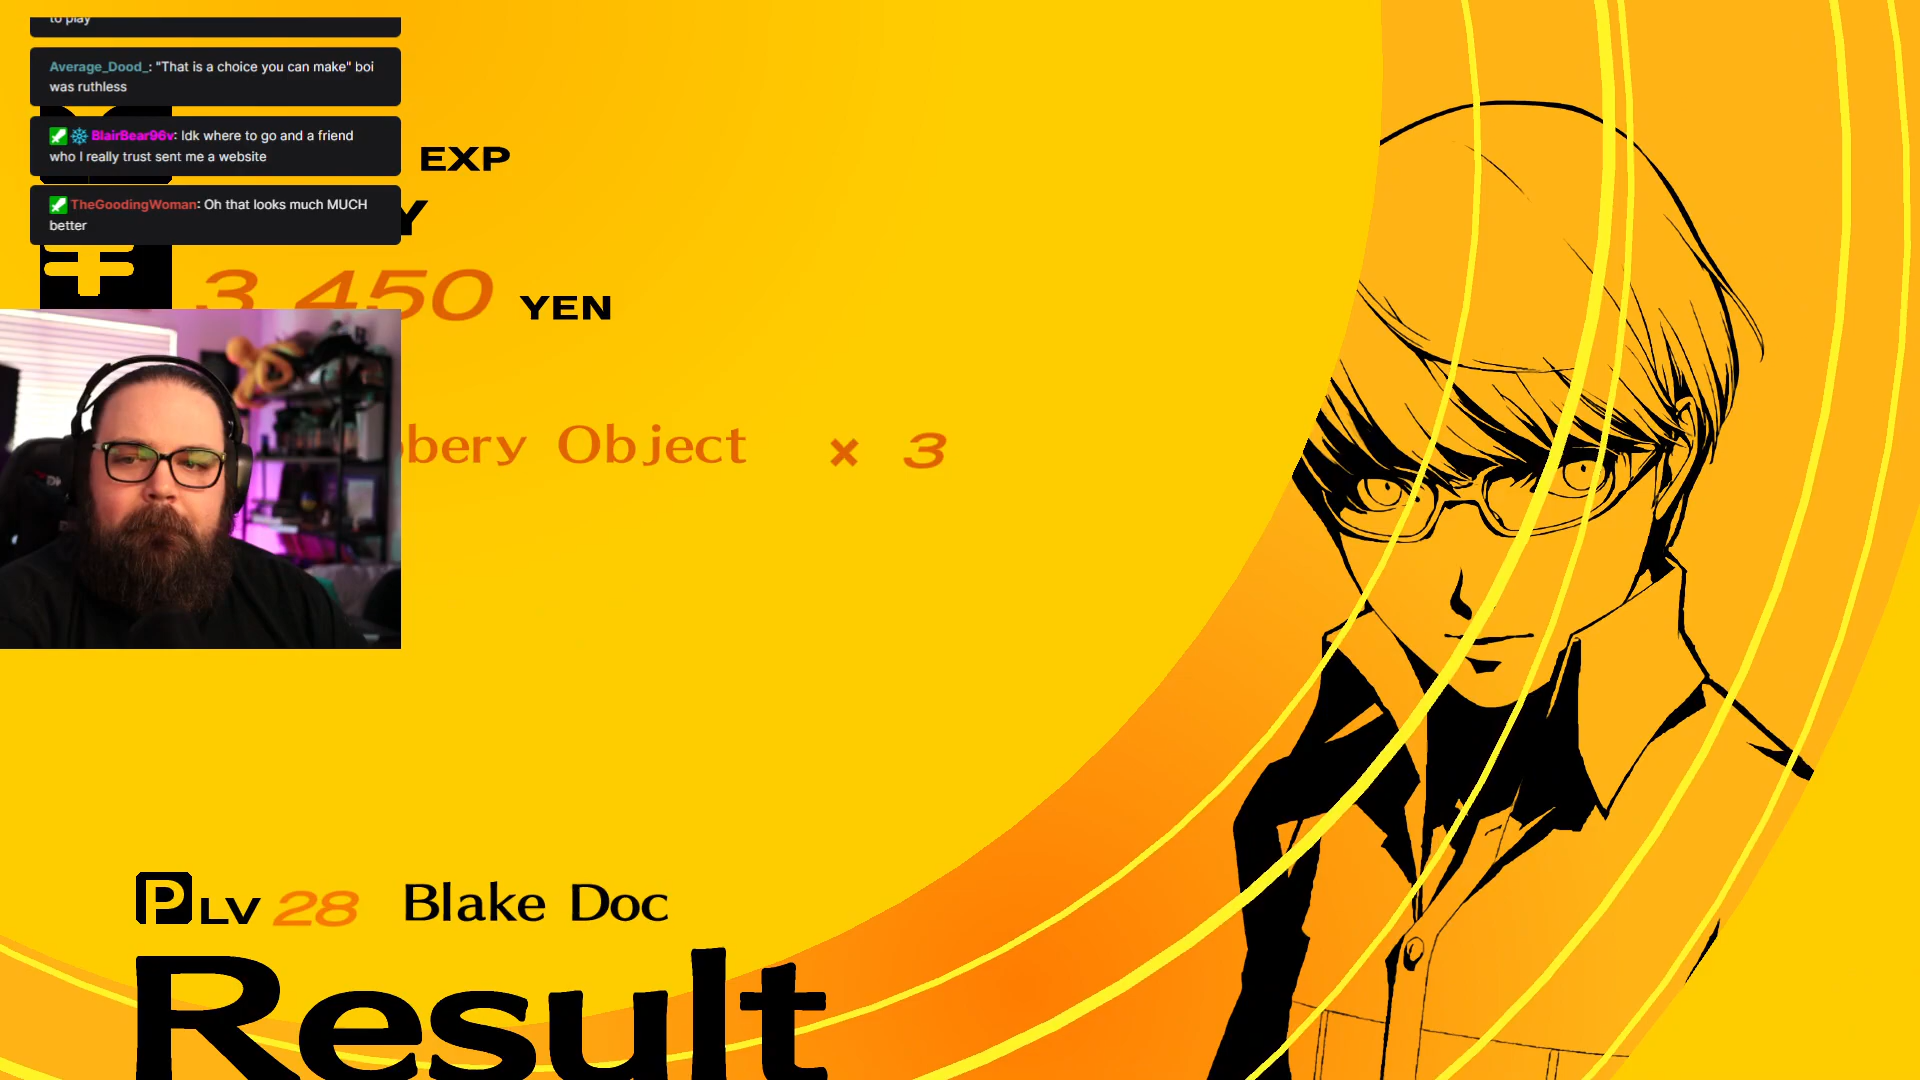 to play
Average_Dood_: "That is a choice you can make" boi
was ruthless
BlairBear96v: Idk where to go and a friend
who I really trust sent me a website
EXP
TheGoodingWoman: Oh that looks much MUCH
better
Y
3,450 YEN
bery Object × 3
P LV 28 Blake Doc
Result